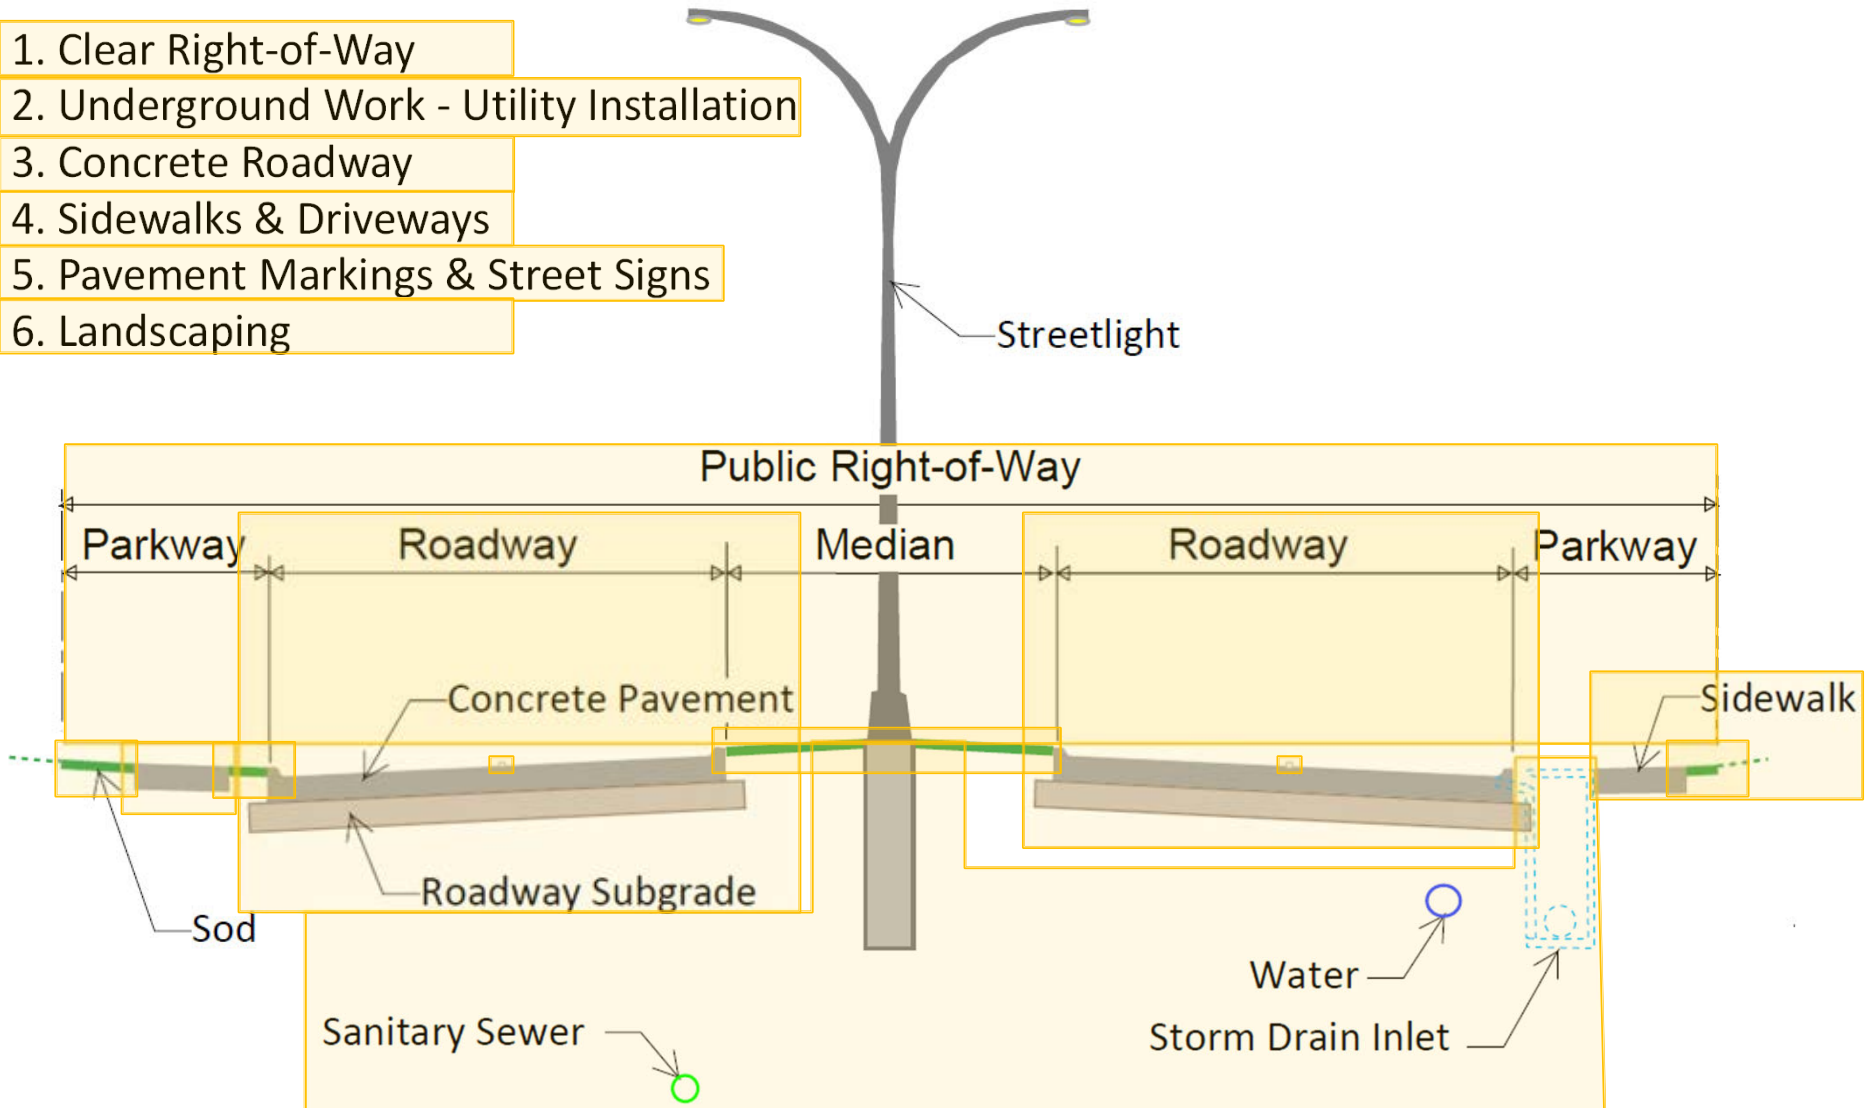 1. Clear Right-of-Way
2. Underground Work - Utility Installation
3. Concrete Roadway
4. Sidewalks & Driveways
5. Pavement Markings & Street Signs
6. Landscaping
Streetlight
Public Right-of-Way
Parkway Roadway Median Roadway Parkway
Concrete Pavement
Sidewalk
Roadway Subgrade
Sod
Water
Sanitary Sewer
Storm Drain Inlet